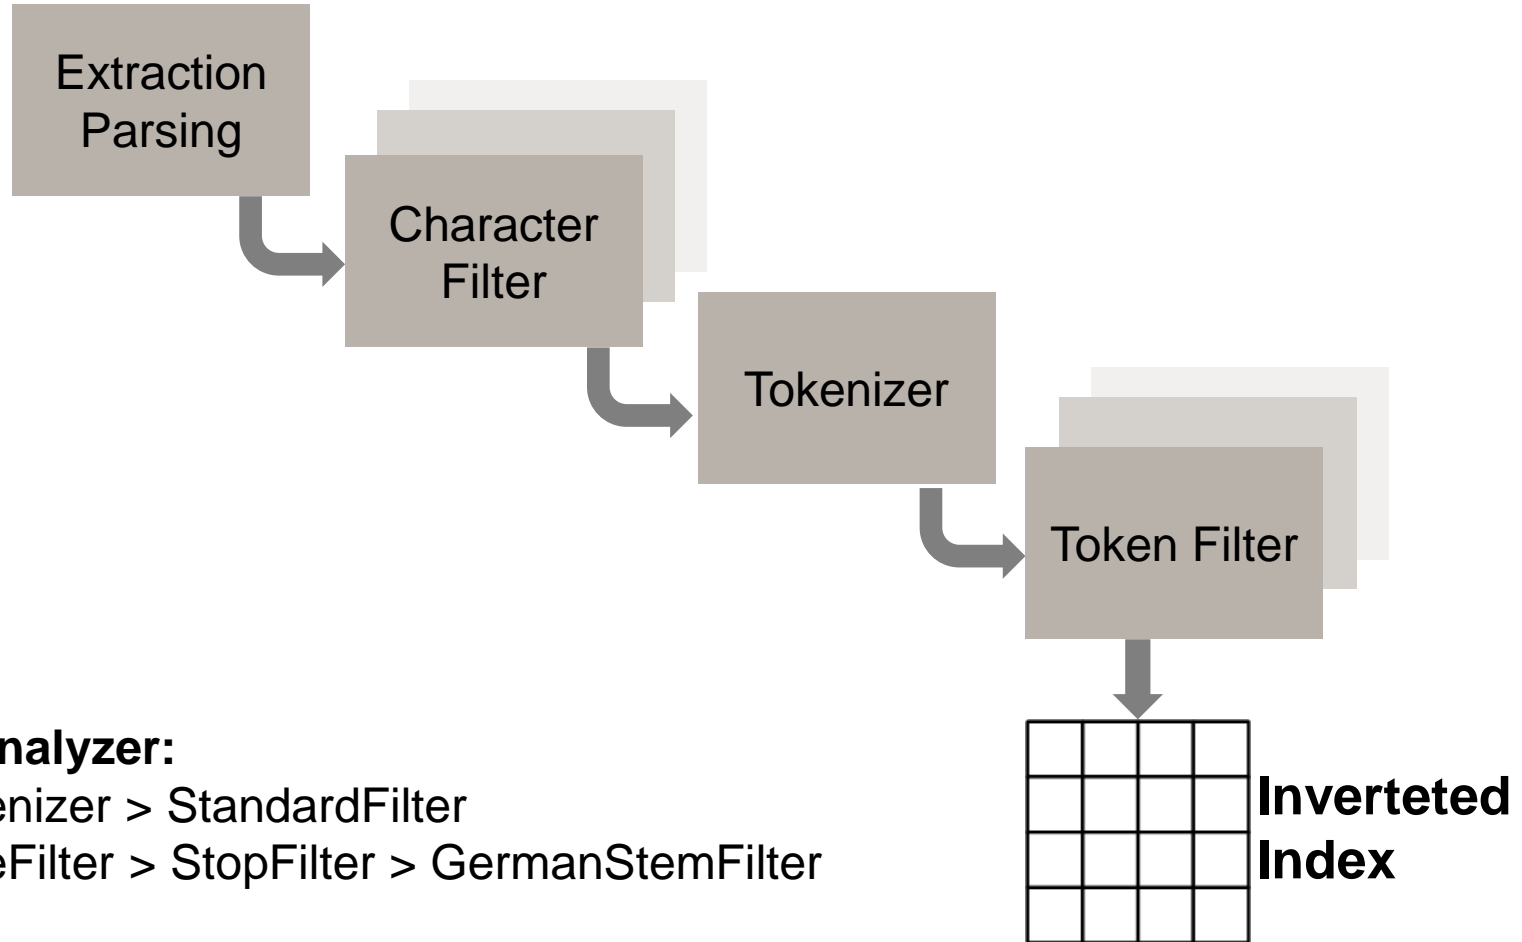 Extraction
Parsing
Character
Filter
Tokenizer
Token Filter
nalyzer:
enizer > StandardFilter
eFilter > StopFilter > GermanStemFilter
Inverteted
Index